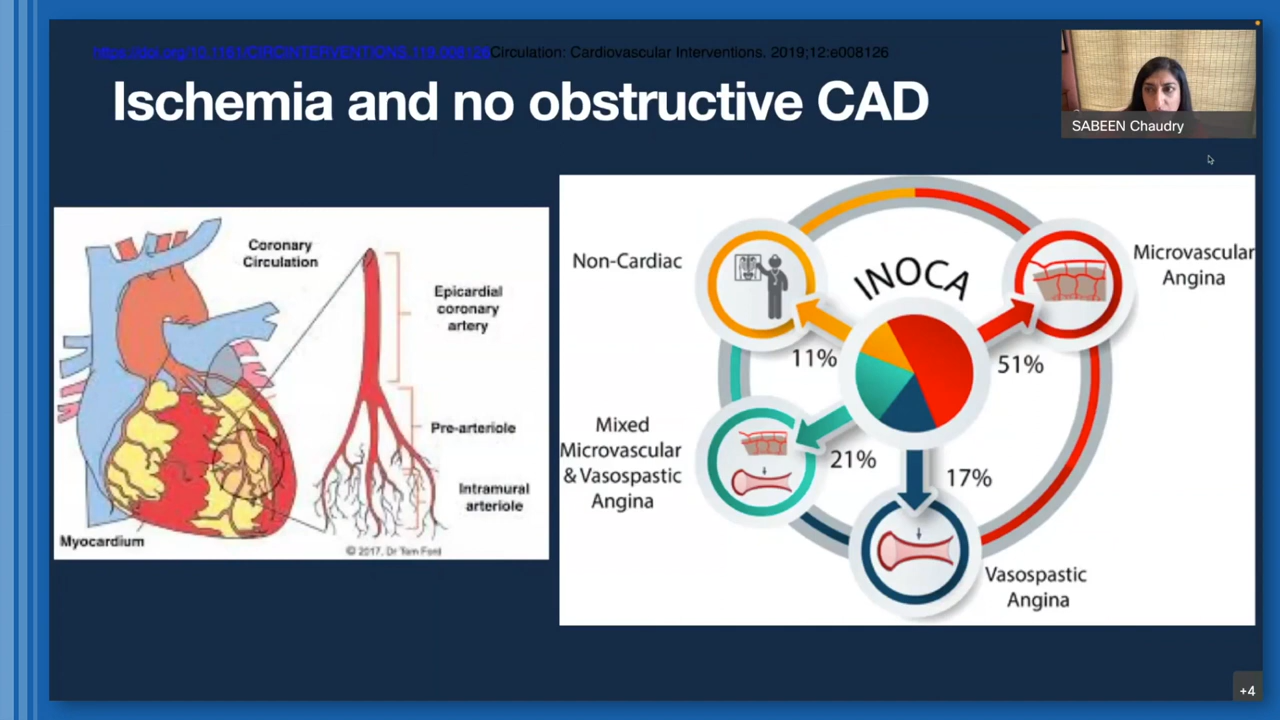 https://doi.org/10.1161/CIRCINTERVENTIONS.119.008126Circulation: Cardiovascular Interventions. 2019;12:e008126
Ischemia and no obstructive CAD
SABEEN Chaudry
Coronary
Circulation
Epicardial
coronary
artery
Pre-arteriole
Intramural
arteriole
Myocardium
© 2017, Dr Tom Ford
INOCA
Non-Cardiac
11%
Microvascular
Angina
51%
Mixed
Microvascular
& Vasospastic
Angina
21%
17%
Vasospastic
Angina
+4